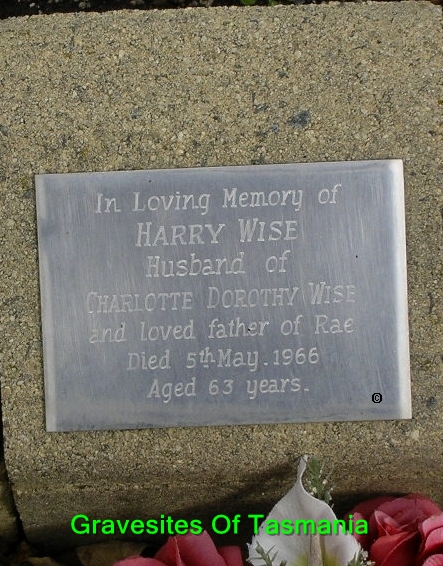 In Loving Memory of
HARRY WISE
Husband of
CHARLOTTE DOROTHY WISE
and loved father of Rae
Died 5th May. 1966
Aged 63 years.
©
Gravesites Of Tasmania